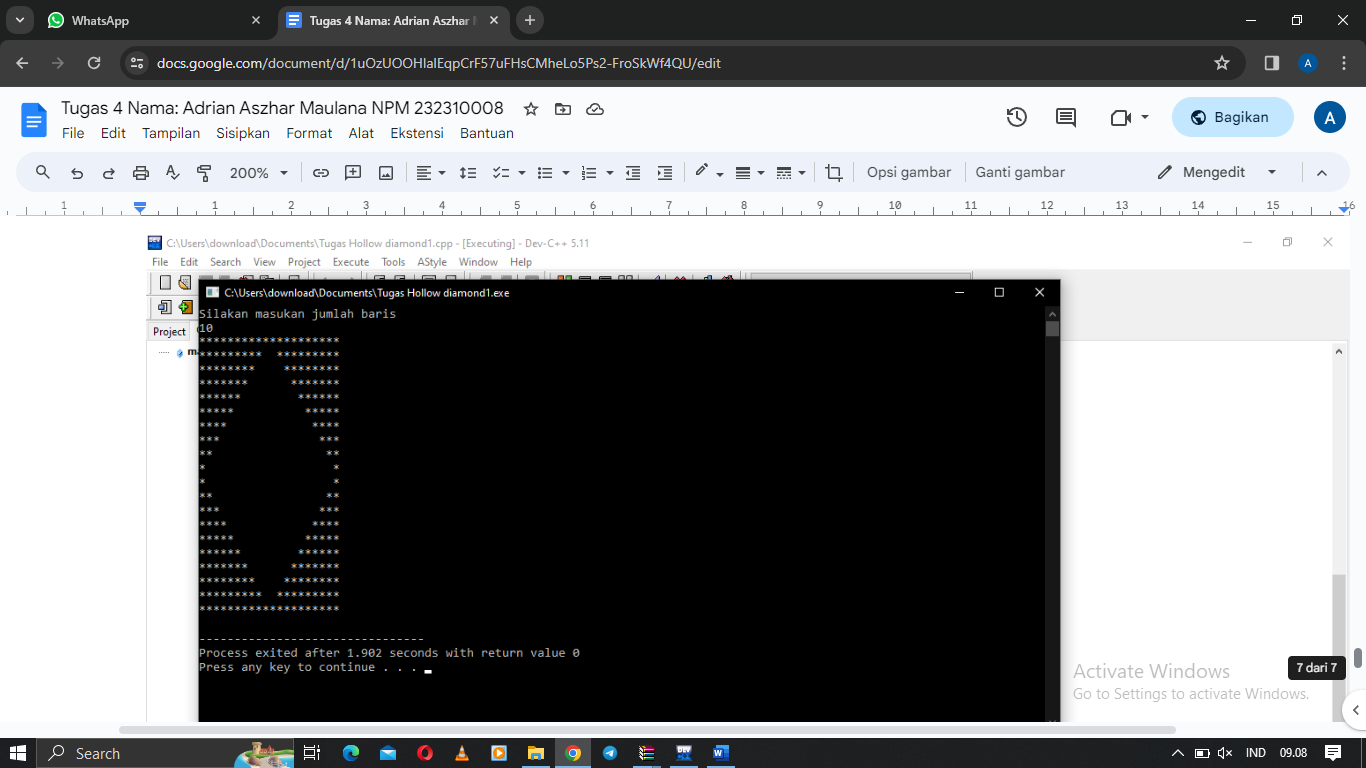 WhatsApp
Tugas 4 Nama: Adrian Aszhar M
docs.google.com/document/d/1uOzUOOHIaIEqpCrF57uFHsCMheLo5Ps2-FroSkWf4QU/edit
A
Tugas 4 Nama: Adrian Aszhar Maulana NPM 232310008
File Edit Tampilan Sisipkan Format Alat Ekstensi Bantuan
Bagikan
A
200%
Opsi gambar
Ganti gambar
Mengedit
1 1 2 3 4 5 6 7 8 9 10 11 12 13 14 15 16
C:\Users\download\Documents\Tugas Hollow diamond1.cpp - [Executing] - Dev-C++ 5.11
File Edit Search View Project Execute Tools AStyle Window Help
Project
C:\Users\download\Documents\Tugas Hollow diamond1.exe
Silakan masukan jumlah baris
10
********************
*********  *********
********    ********
*******      *******
******        ******
*****          *****
****            ****
***              ***
**                **
*                  *
*                  *
**                **
***              ***
****            ****
*****          *****
******        ******
*******      *******
********    ********
*********  *********
********************
--------------------------------
Process exited after 1.902 seconds with return value 0
Press any key to continue . . .
7 dari 7
Activate Windows
Go to Settings to activate Windows.
Search
IND
09.08